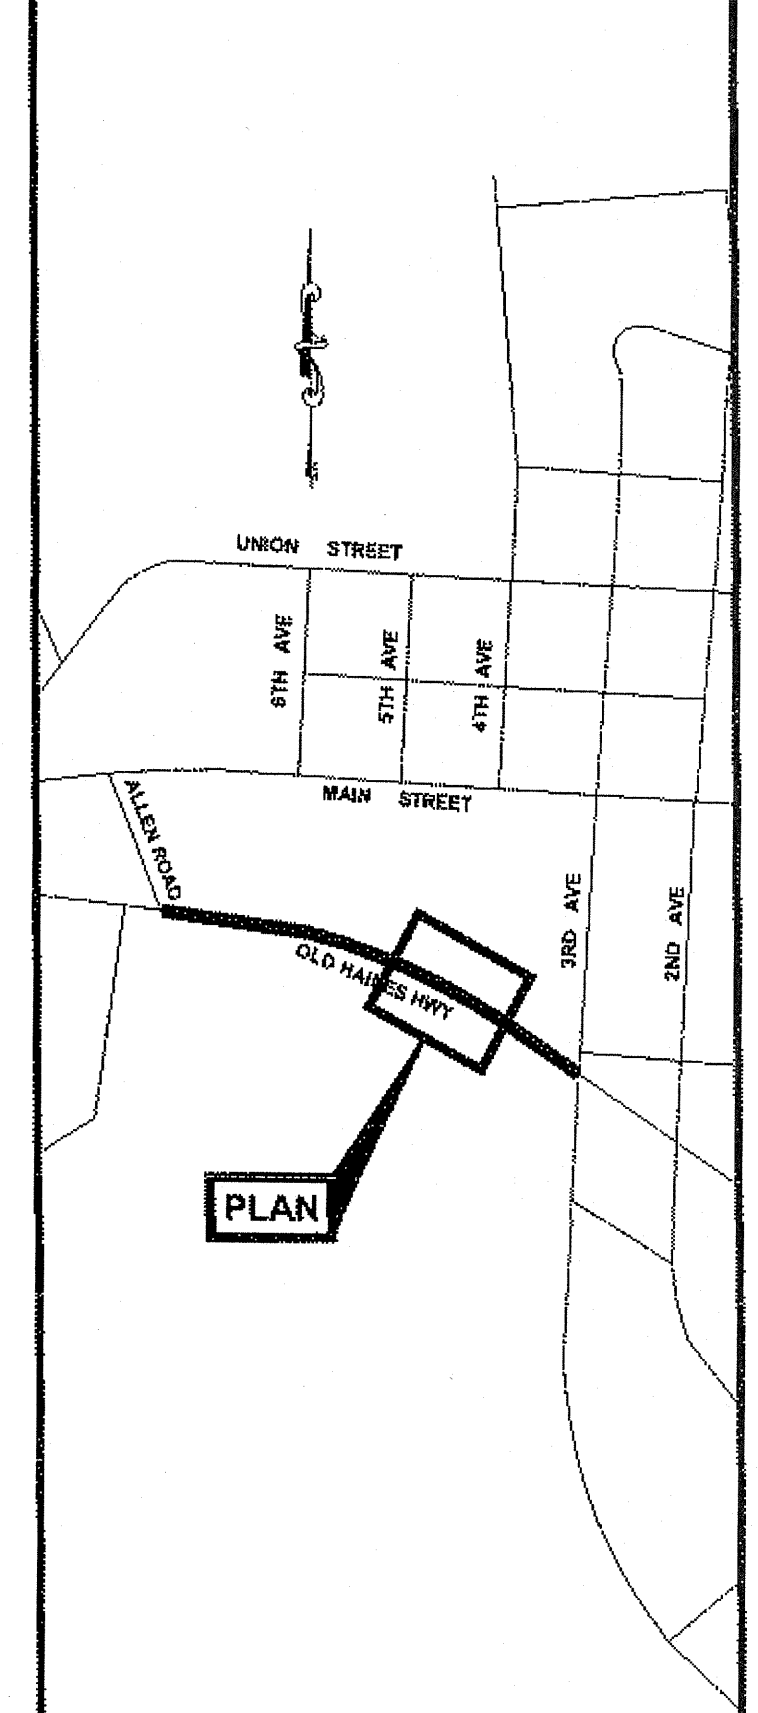 UNION STREET
6TH AVE
5TH AVE
4TH AVE
MAIN STREET
ALLEN ROAD
3RD AVE
2ND AVE
OLD HAINES HWY
PLAN